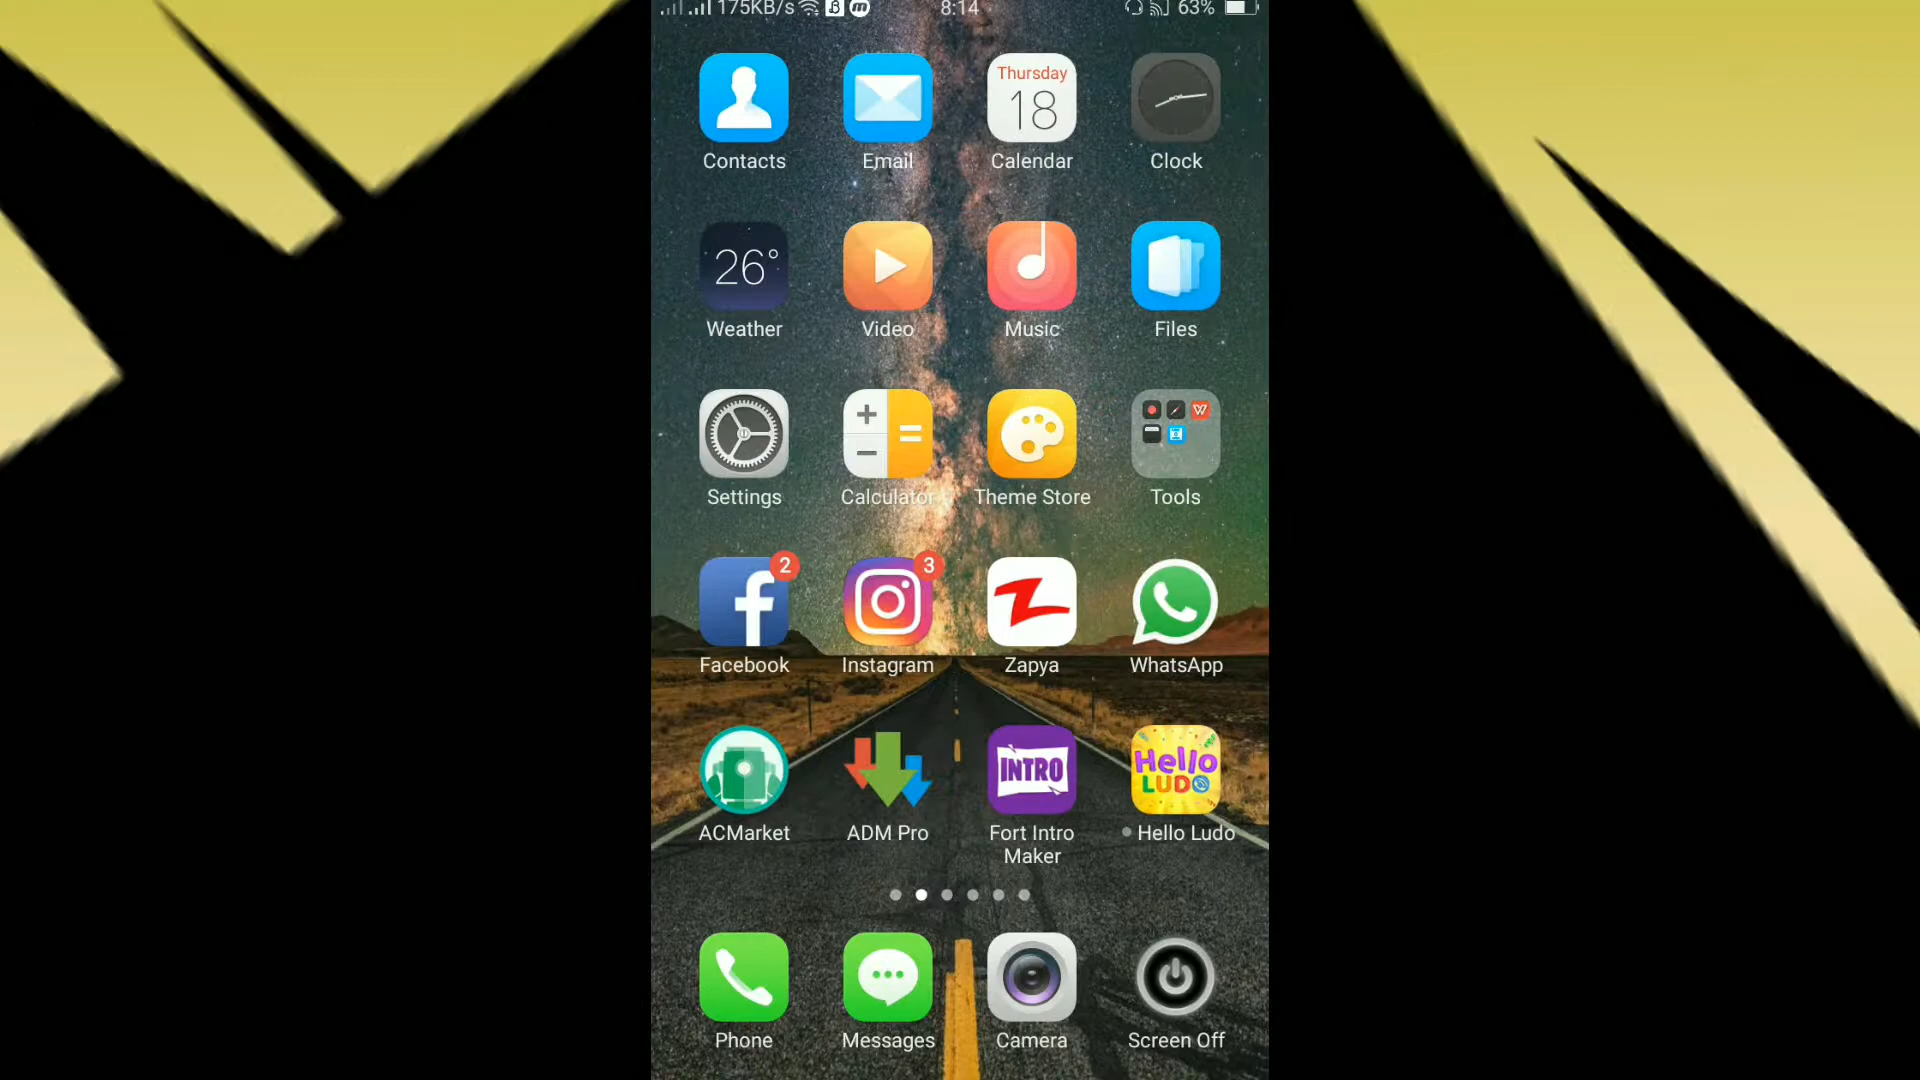 175KB/s 8:14 63%
Thursday
18
Contacts Email Calendar Clock
26°
Weather Video Music Files
Settings Calculator Theme Store Tools
2 3
Facebook Instagram Zapya WhatsApp
INTRO Hello
LUDO
ACMarket ADM Pro Fort Intro Hello Ludo
Maker
Phone Messages Camera Screen Off